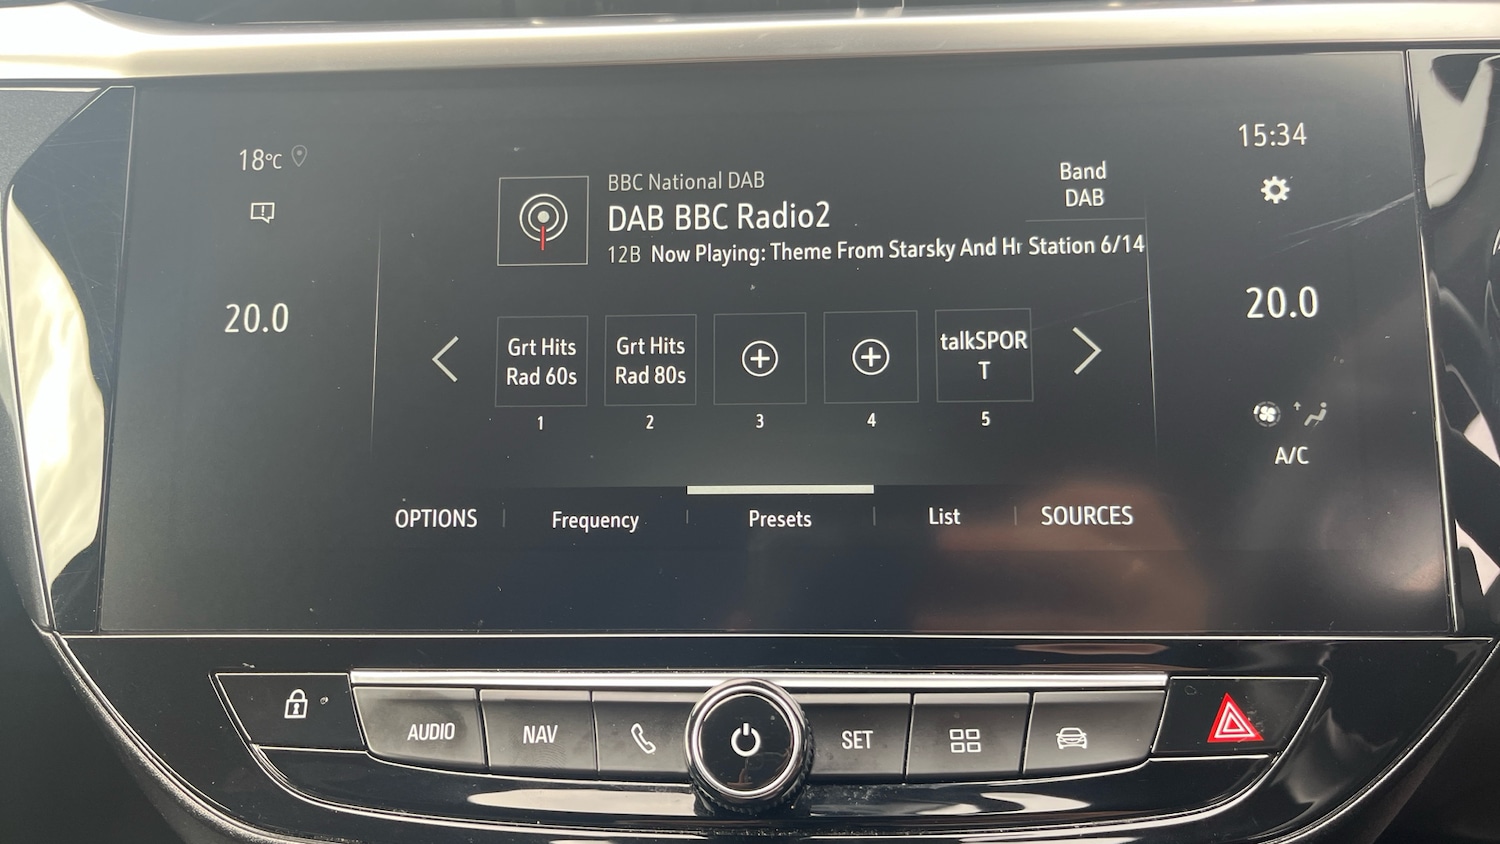 18°C
15:34
BBC National DAB
Band
DAB
DAB BBC Radio2
12B Now Playing: Theme From Starsky And Station 6/14
20.0
20.0
Grt Hits
Rad 60s
Grt Hits
Rad 80s
talkSPOR
T
1
2
3
4
5
A/C
OPTIONS
Frequency
Presets
List
SOURCES
AUDIO
NAV
SET